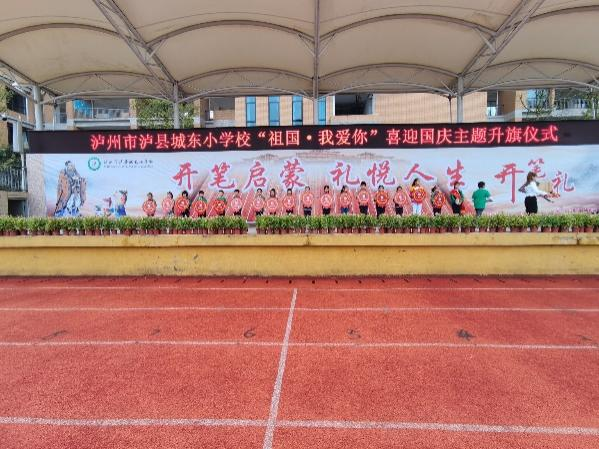 泸州市泸县城东小学校“祖国·我爱你”喜迎国庆主题升旗仪式
开笔启蒙 礼悦人生 开笔礼